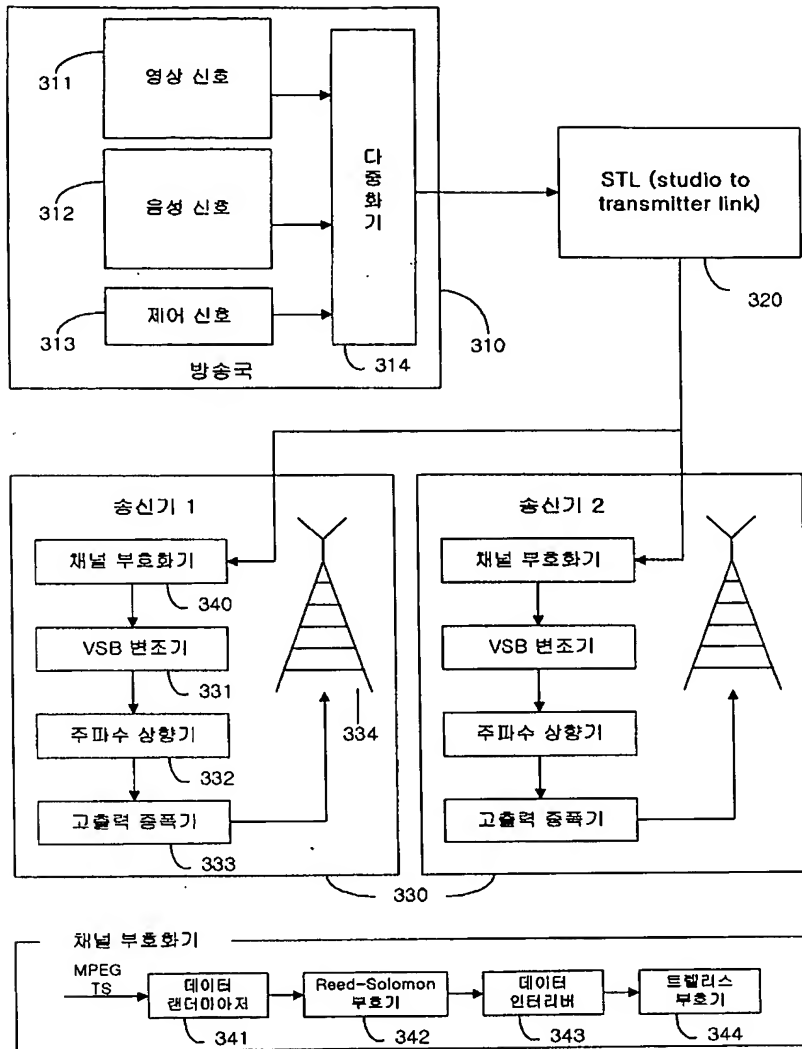 311
영상 신호
312
음성 신호
313
제어 신호
다중화기
314
310
방송국
STL (studio to
transmitter link)
320
송신기 1
채널 부호화기
340
VSB 변조기
331
주파수 상향기
332
고출력 증폭기
333
334
송신기 2
채널 부호화기
VSB 변조기
주파수 상향기
고출력 증폭기
330
채널 부호화기
MPEG
TS
데이터
랜더마이저
341
Reed-Solomon
부호기
342
데이터
인터리버
343
트렐리스
부호기
344